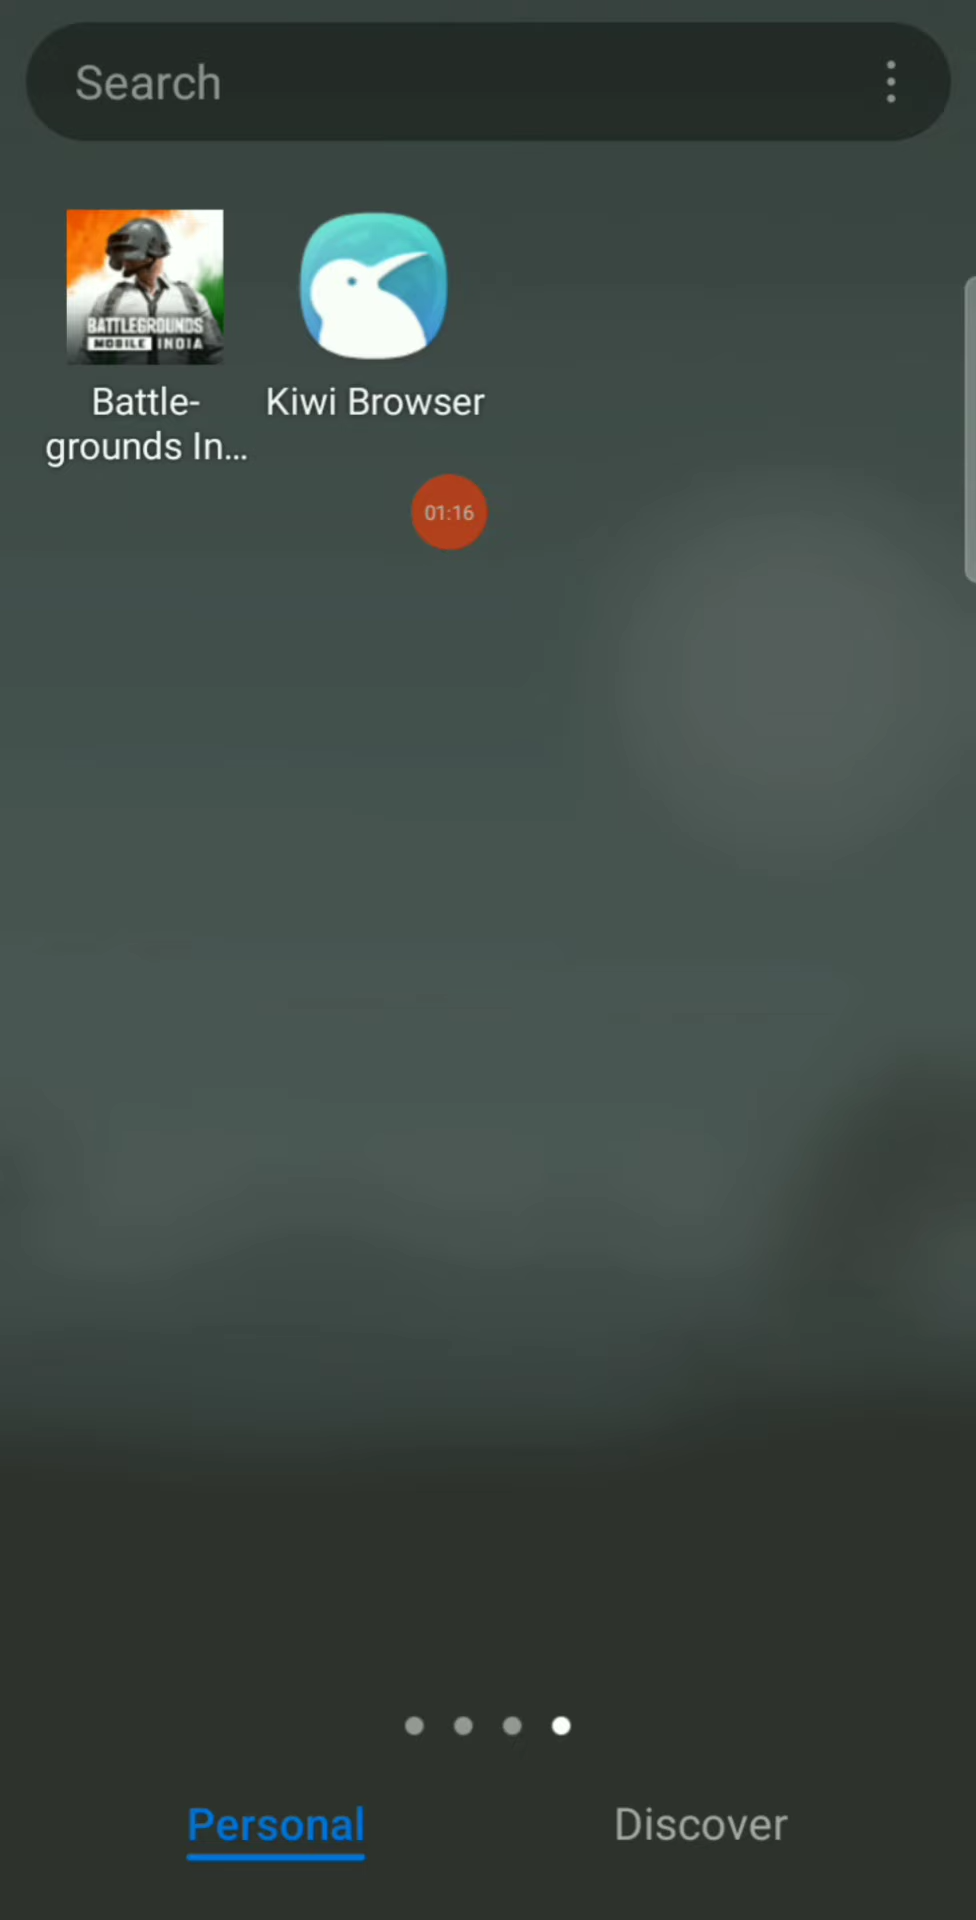 Search
BATTLEGROUNDS
MOBILE INDIA
Battle-
grounds In...
Kiwi Browser
01:16
Personal
Discover